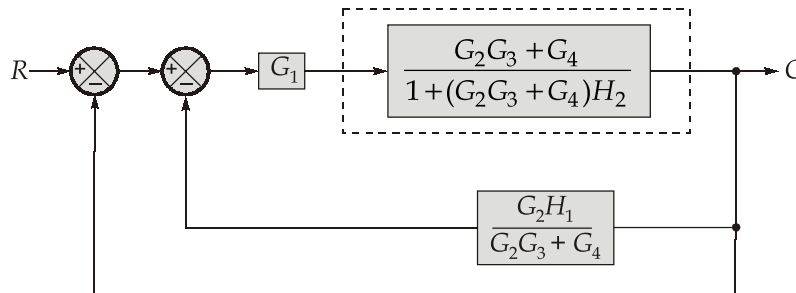 R + − + − G₁ (G₂G₃ + G₄)/(1 + (G₂G₃ + G₄)H₂) C
G₂H₁/(G₂G₃ + G₄)